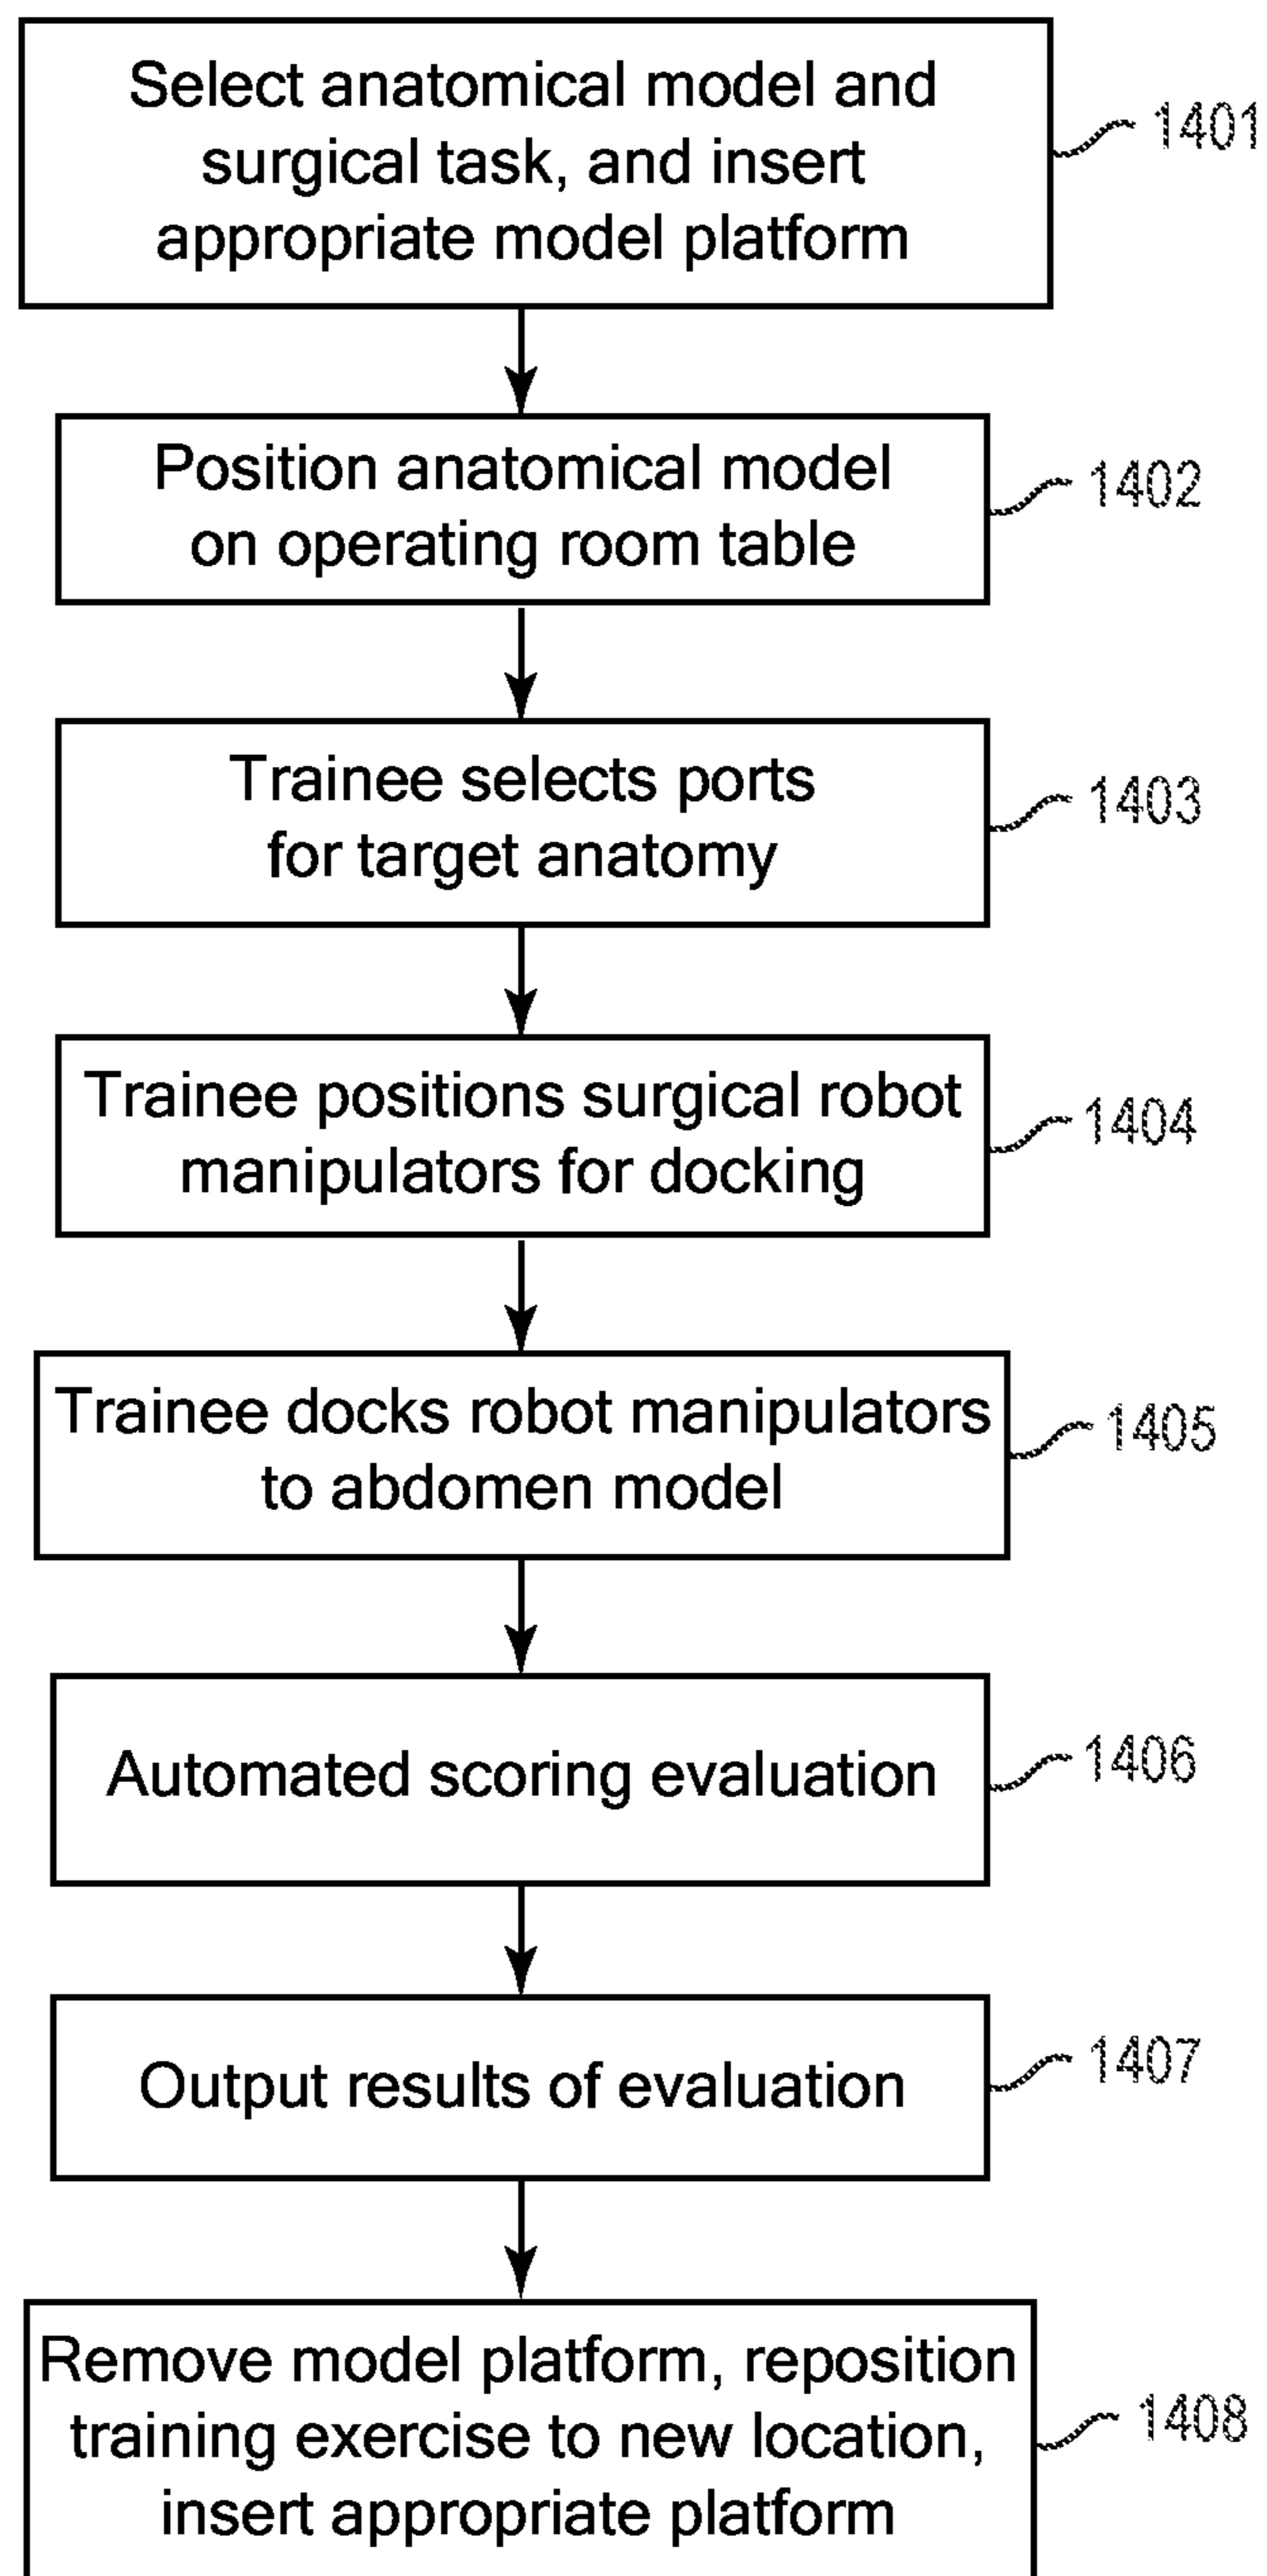 Select anatomical model and
surgical task, and insert
appropriate model platform
1401
Position anatomical model
on operating room table
1402
Trainee selects ports
for target anatomy
1403
Trainee positions surgical robot
manipulators for docking
1404
Trainee docks robot manipulators
to abdomen model
1405
Automated scoring evaluation
1406
Output results of evaluation
1407
Remove model platform, reposition
training exercise to new location,
insert appropriate platform
1408